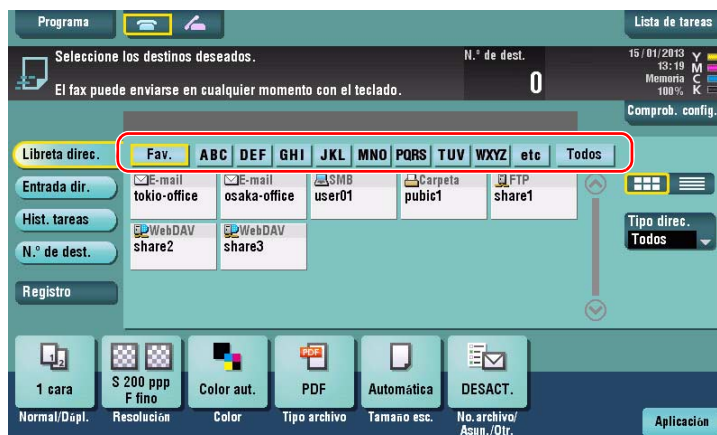 Programa
Lista de tareas
Seleccione los destinos deseados.
N.° de dest.
0
El fax puede enviarse en cualquier momento con el teclado.
15/01/2013
13:19
Memoria
100%
Y
M
C
K
Comprob. config.
Libreta direc.
Fav. ABC DEF GHI JKL MNO PQRS TUV WXYZ etc Todos
Entrada dir.
Hist. tareas
N.° de dest.
Registro
E-mail
tokio-office
E-mail
osaka-office
SMB
user01
Carpeta
pubic1
FTP
share1
WebDAV
share2
WebDAV
share3
Tipo direc.
Todos
1 2
1 cara
Normal/Dúpl.
S 200 ppp
F fino
Resolución
Color aut.
Color
PDF
PDF
Tipo archivo
Automática
Tamaño esc.
DESACT.
No.archivo/
Asun./Otr.
Aplicación